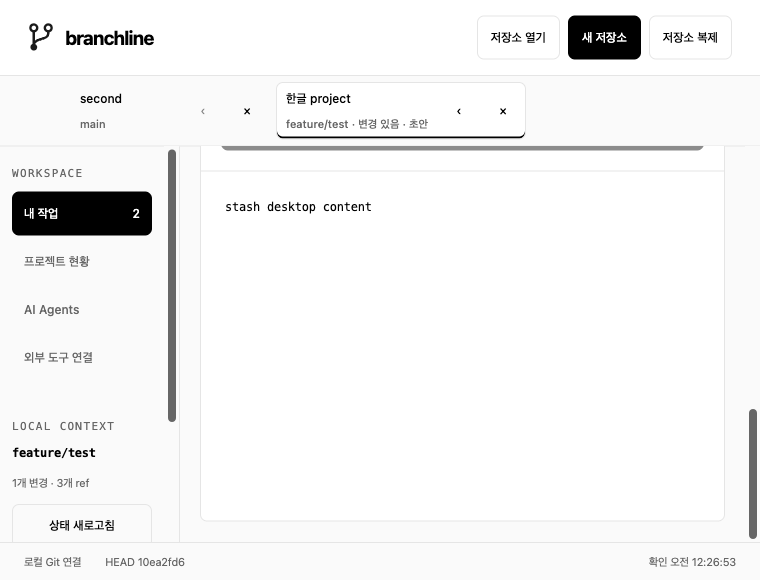 branchline
저장소 열기
새 저장소
저장소 복제
second
main
‹
×
한글 project
feature/test · 변경 있음 · 초안
‹
×
WORKSPACE
내 작업 2
프로젝트 현황
AI Agents
외부 도구 연결
LOCAL CONTEXT
feature/test
1개 변경 · 3개 ref
상태 새로고침
stash desktop content
로컬 Git 연결
HEAD 10ea2fd6
확인 오전 12:26:53